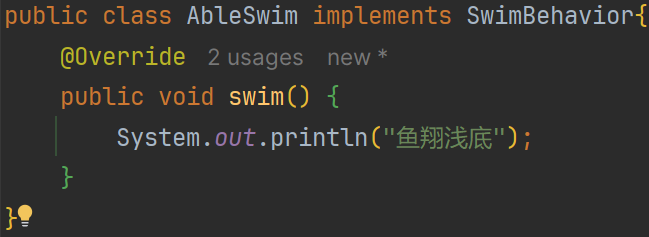 public class AbleSwim implements SwimBehavior{
@Override 2 usages new *
public void swim() {
System.out.println("鱼翔浅底");
}
}